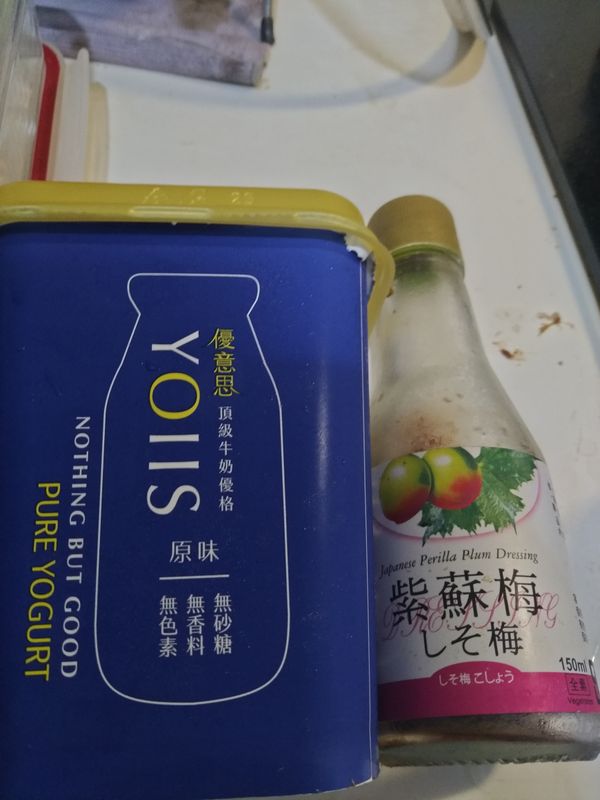 優意思
YOIIS
頂級牛奶優格
原味
無砂糖
無香料
無色素
NOTHING BUT GOOD
PURE YOGURT
Japanese Perilla Plum Dressing
紫蘇梅
DRESSING
しそ梅
150ml
しそ梅 こしょう
全素
Vegetarian